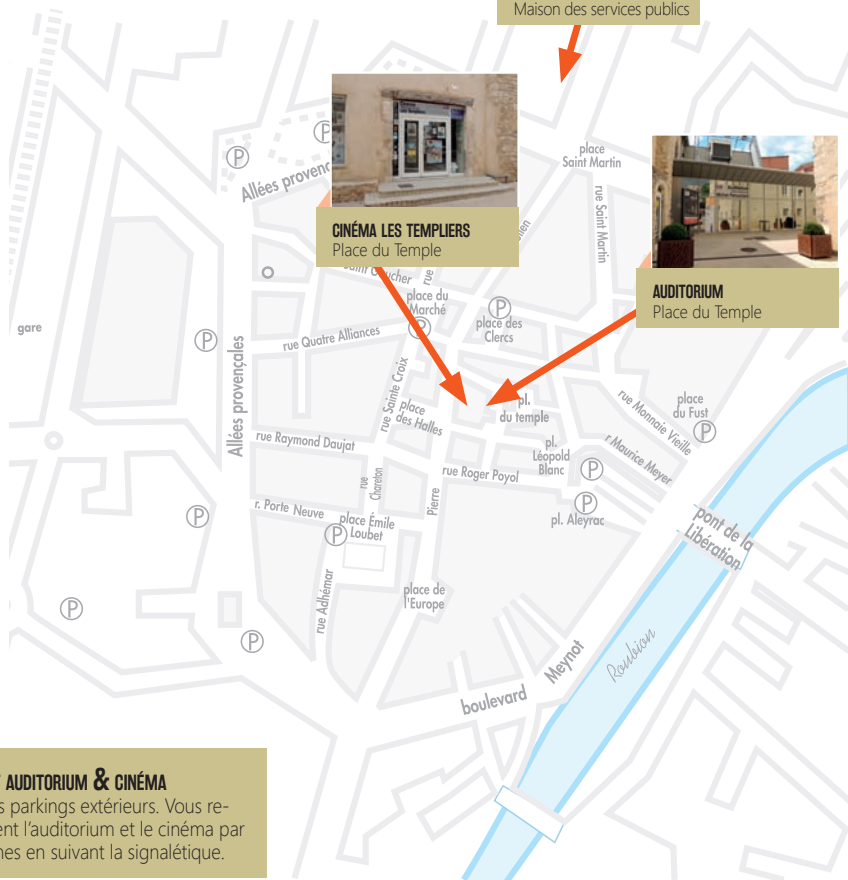 Maison des services publics
P
P
Allées proven
place
Saint Martin
rue Saint Martin
CINÉMA LES TEMPLIERS
Place du Temple
AUDITORIUM
Place du Temple
rue
place du
Marché
P
P
place des
Clercs
gare
P
rue Quatre Alliances
Allées provençales
rue Sainte Croix
place
des Halles
pl.
du temple
rue Monnaie Vieille
place
du Fust
P
rue Raymond Daujat
rue
Chareton
pl.
Léopold
Blanc
P
r.Maurice Meyer
rue Roger Poyol
Pierre
P
pl. Aleyrac
P
r. Porte Neuve
place Émile
Loubet
P
pont de la
Libération
P
rue Adhémar
place de
l'Europe
P
Roubion
boulevard Meynot
AUDITORIUM & CINÉMA
parkings extérieurs. Vous re-
l'auditorium et le cinéma par
en suivant la signalétique.